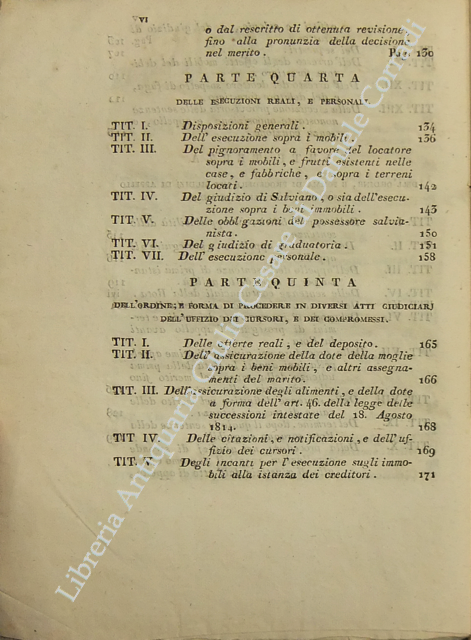 VI
o dal rescritto di ottenuta revisione,
fino alla pronunzia della decisione
nel merito. Pag. 130
PARTE QUARTA
DELLE ESECUZIONI REALI, E PERSONALI.
TIT. I. Disposizioni generali. 134
TIT. II. Dell'esecuzione sopra i mobili. 136
TIT. III. Del pignoramento a favore del locatore
sopra i mobili, e frutti esistenti nelle
case, e fabbriche, e sopra i terreni
locati. 142
TIT. IV. Del giudizio di Salviano, o sia dell'esecu-
zione sopra i beni immobili. 143
TIT. V. Delle obbligazioni del possessore salvia-
nista. 150
TIT. VI. Del giudizio di graduatoria. 151
TIT. VII. Dell'esecuzione personale. 158
PARTE QUINTA
DELL'ORDINE, E FORMA DI PROCEDERE IN DIVERSI ATTI GIUDICIARJ
DELL'UFFIZIO DEI CURSORI, E DEI COMPROMESSI.
TIT. I. Delle offerte reali, e del deposito. 165
TIT. II. Dell'assicurazione della dote della moglie
sopra i beni mobili, e altri assegna-
menti del marito. 166
TIT. III. Dell'assicurazione degli alimenti, e della dote
a forma dell'art. 46. della legge delle
successioni intestate del 18. Agosto
1814. 168
TIT. IV. Delle citazioni, e notificazioni, e dell'uf-
fizio dei cursori. 169
TIT. V. Degli incanti per l'esecuzione sugli immo-
bili alla istanza dei creditori. 171
Libreria Antiquaria Giulio Cesare di Daniele Corradi